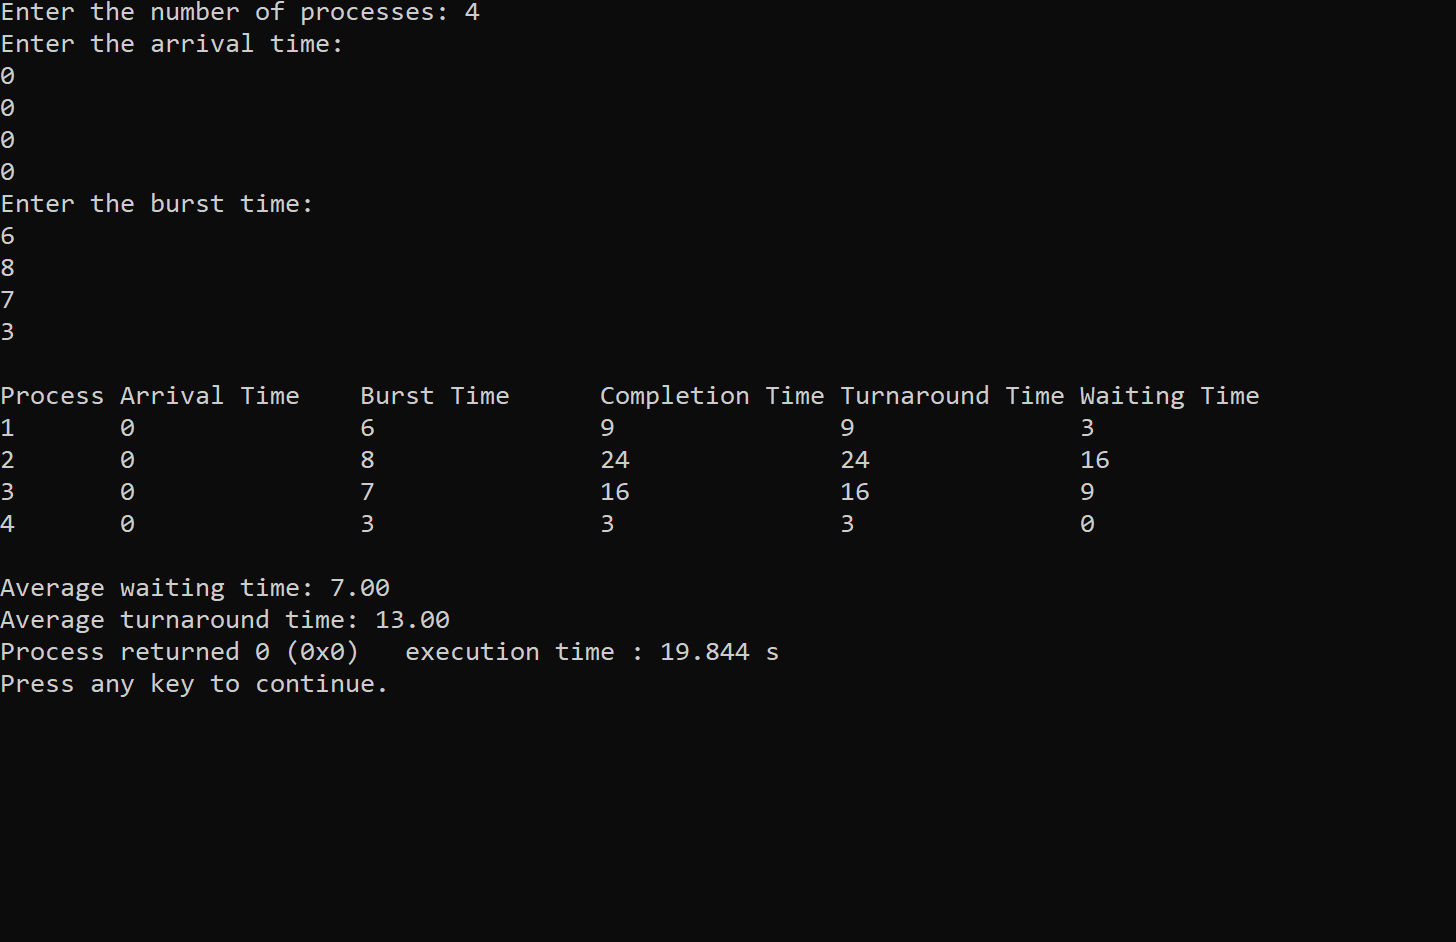 Enter the number of processes: 4
Enter the arrival time:
0
0
0
0
Enter the burst time:
6
8
7
3

Process Arrival Time    Burst Time      Completion Time Turnaround Time Waiting Time
1       0               6               9               9               3
2       0               8               24              24              16
3       0               7               16              16              9
4       0               3               3               3               0

Average waiting time: 7.00
Average turnaround time: 13.00
Process returned 0 (0x0)   execution time : 19.844 s
Press any key to continue.